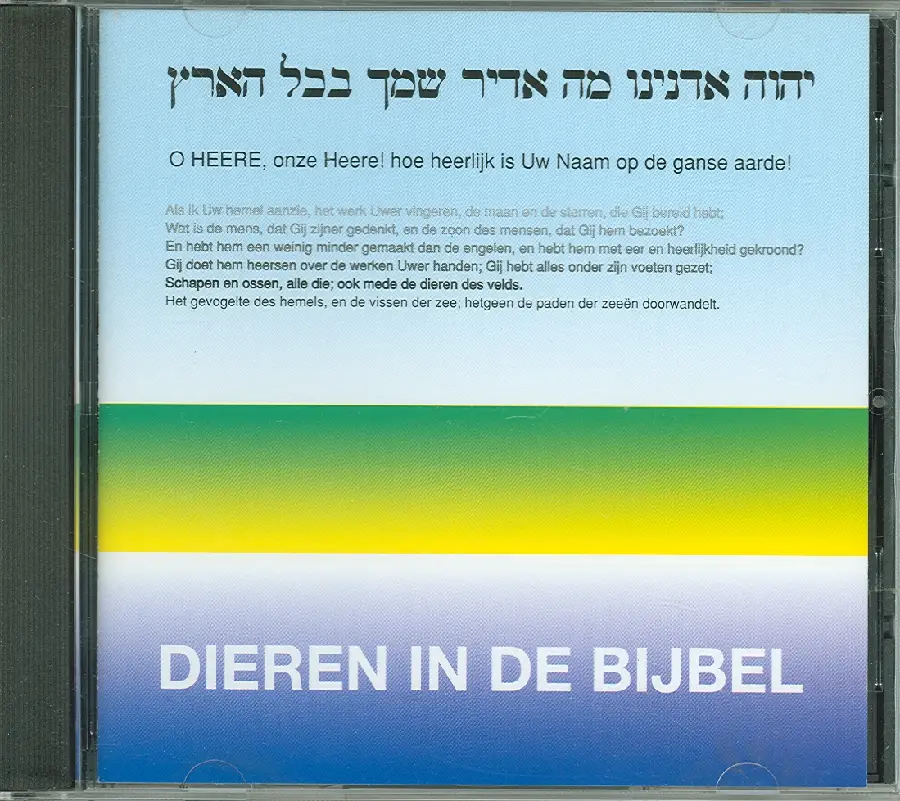 יהוה אדנינו מה אדיר שמך בכל הארץ
O HEERE, onze Heere! hoe heerlijk is Uw Naam op de ganse aarde!
Als ik Uw hemel aanzie, het werk Uwer vingeren, de maan en de sterren, die Gij bereid hebt;
Wat is de mens, dat Gij zijner gedenkt, en de zoon des mensen, dat Gij hem bezoekt?
En hebt hem een weinig minder gemaakt dan de engelen, en hebt hem met eer en heerlijkheid gekroond?
Gij doet hem heersen over de werken Uwer handen; Gij hebt alles onder zijn voeten gezet;
Schapen en ossen, alle die; ook mede de dieren des velds.
Het gevogelte des hemels, en de vissen der zee; hetgeen de paden der zeeën doorwandelt.
DIEREN IN DE BIJBEL